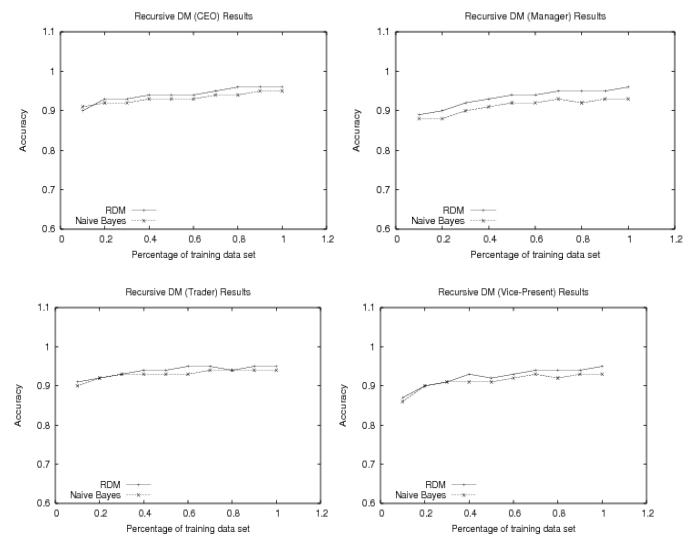 Recursive DM (CEO) Results
1.1
1
0.9
0.8
0.7
0.6
Accuracy
RDM
Naive Bayes
0 0.2 0.4 0.6 0.8 1 1.2
Percentage of training data set
Recursive DM (Manager) Results
1.1
1
0.9
0.8
0.7
0.6
Accuracy
RDM
Naive Bayes
0 0.2 0.4 0.6 0.8 1 1.2
Percentage of training data set
Recursive DM (Trader) Results
1.1
1
0.9
0.8
0.7
0.6
Accuracy
RDM
Naive Bayes
0 0.2 0.4 0.6 0.8 1 1.2
Percentage of training data set
Recursive DM (Vice-Present) Results
1.1
1
0.9
0.8
0.7
0.6
Accuracy
RDM
Naive Bayes
0 0.2 0.4 0.6 0.8 1 1.2
Percentage of training data set